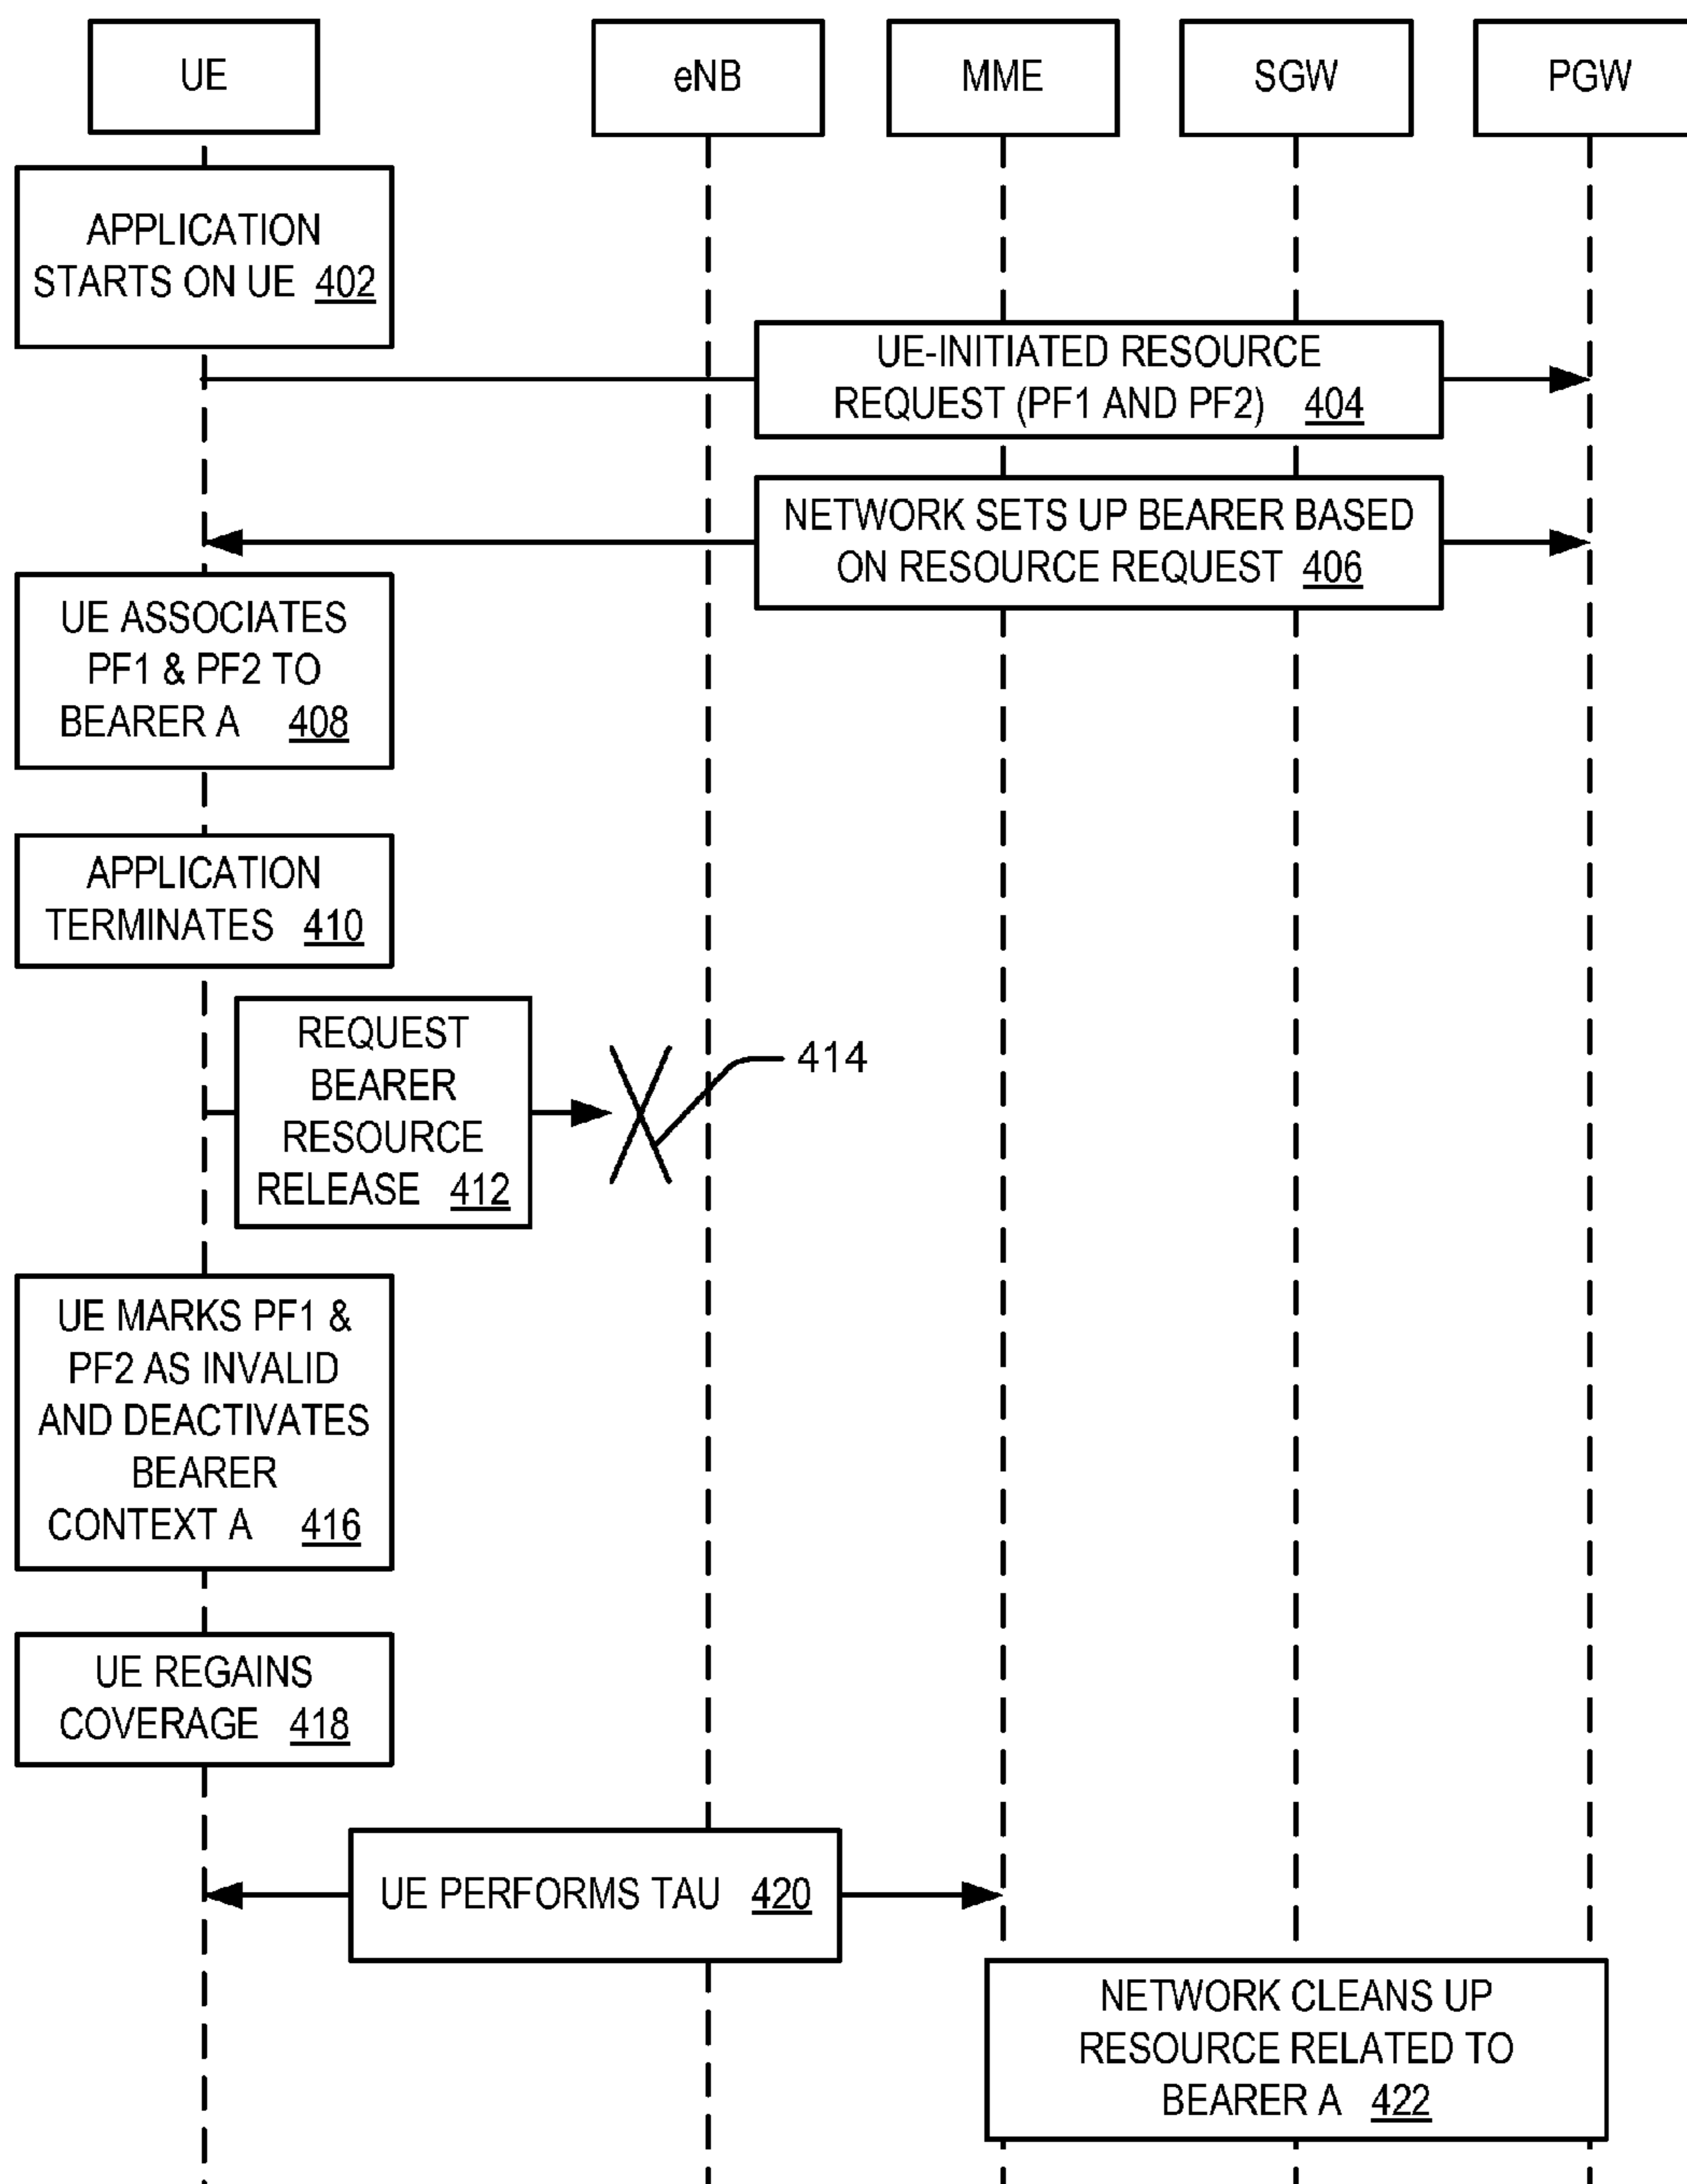 UE
eNB
MME
SGW
PGW
APPLICATION
STARTS ON UE 402
UE-INITIATED RESOURCE
REQUEST (PF1 AND PF2) 404
NETWORK SETS UP BEARER BASED
ON RESOURCE REQUEST 406
UE ASSOCIATES
PF1 & PF2 TO
BEARER A 408
APPLICATION
TERMINATES 410
REQUEST
BEARER
RESOURCE
RELEASE 412
414
UE MARKS PF1 &
PF2 AS INVALID
AND DEACTIVATES
BEARER
CONTEXT A 416
UE REGAINS
COVERAGE 418
UE PERFORMS TAU 420
NETWORK CLEANS UP
RESOURCE RELATED TO
BEARER A 422